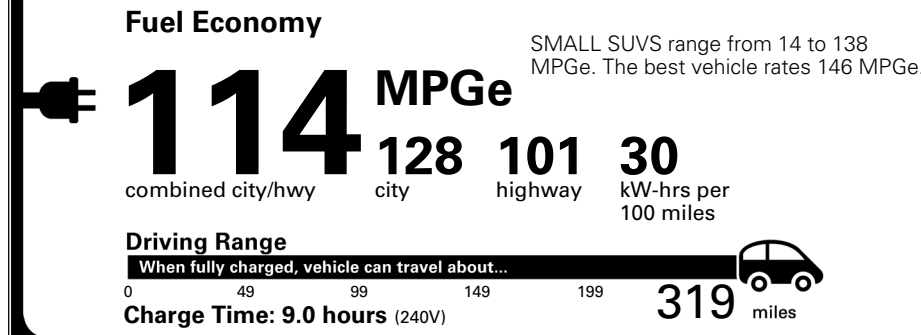 Fuel Economy
SMALL SUVS range from 14 to 138
MPGe. The best vehicle rates 146 MPGe.
114 MPGe
combined city/hwy
128 city
101 highway
30 kW-hrs per
100 miles
Driving Range
When fully charged, vehicle can travel about...
0 49 99 149 199 319 miles
Charge Time: 9.0 hours (240V)